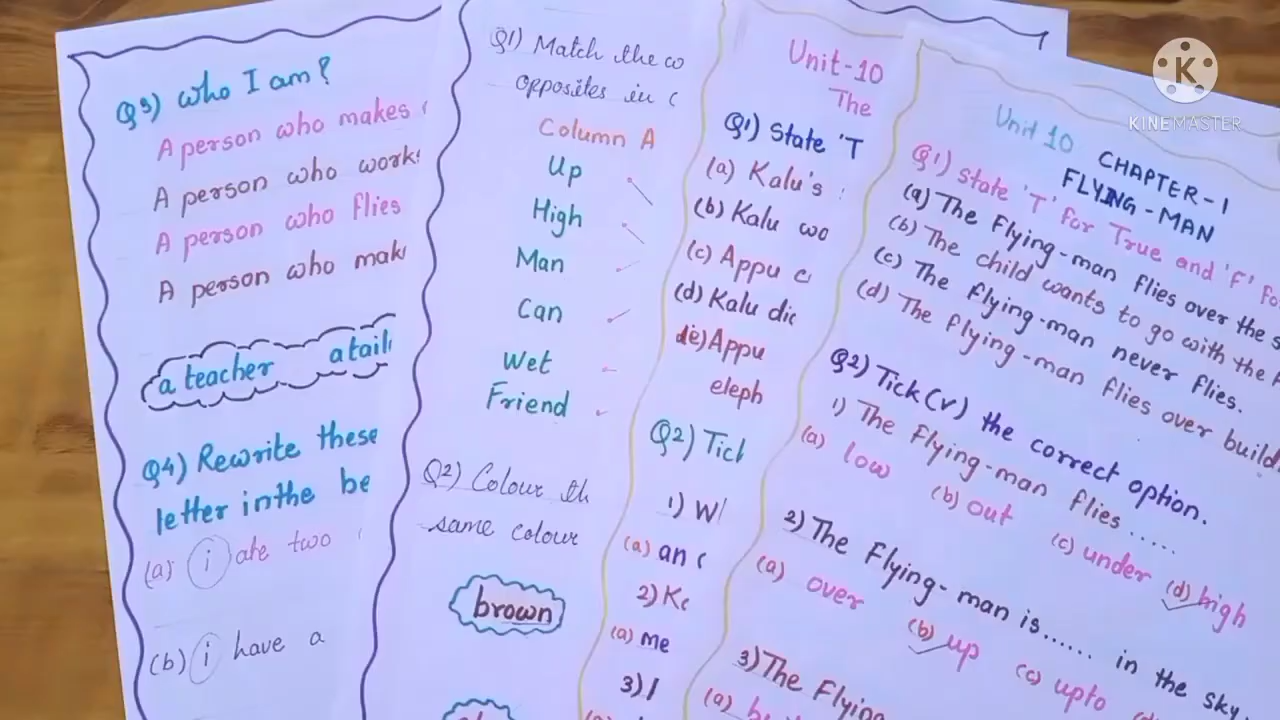 Q3) Who I am?
A person who makes
A person who works
A person who flies
A person who mak
a teacher a tail
Q4) Rewrite these
letter in the be
(a) i ate two
(b) i have a
Q1) Match the wo
opposites in c
Column A
Up
High
Man
Can
Wet
Friend
Q2) Colour th
same colour
brown
Unit-10
The
Q1) State 'T
(a) Kalu's
(b) Kalu wo
(c) Appu c
(d) Kalu did
(e) Appu
eleph
Q2) Tick
1) W
(a) an
2) Ka
(a) me
3)
Unit 10
CHAPTER-1
FLYING-MAN
Q1) State 'T' for True and 'F' fo
(a) The Flying-man flies over the s
(b) The child wants to go with the
(c) The flying-man never flies.
(d) The flying-man flies over build
Q2) Tick(v) the correct option.
1) The Flying-man flies.....
(a) low (b) out (c) under (d) high
2) The Flying-man is...... in the sky.
(a) over (b) up (c) upto
3) The Flying
(a)
KINEMASTER